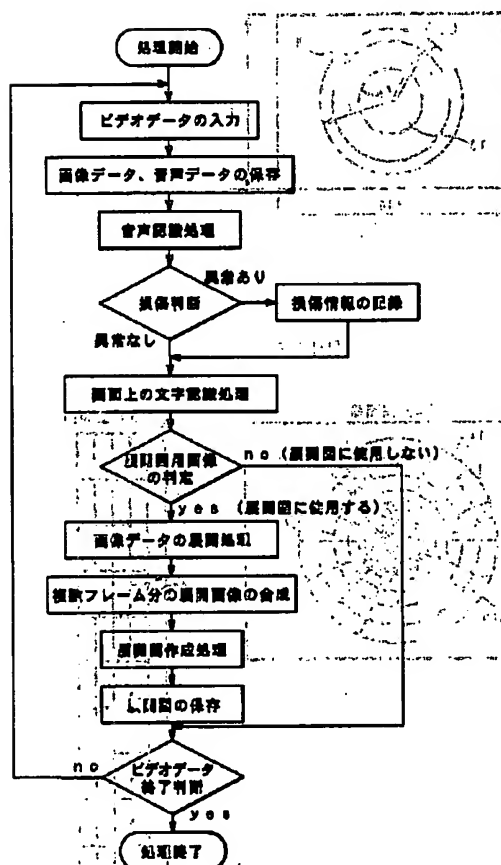 処理開始
ビデオデータの入力
画像データ、音声データの保存
音声認識処理
異常あり
損傷判断
損傷情報の記録
異常なし
画面上の文字認識処理
no (展開図に使用しない)
展開図用画像
の判定
yes (展開図に使用する)
画像データの展開処理
複数フレーム分の展開画像の合成
展開図作成処理
展開図の保存
no
ビデオデータ
終了判断
yes
処理終了